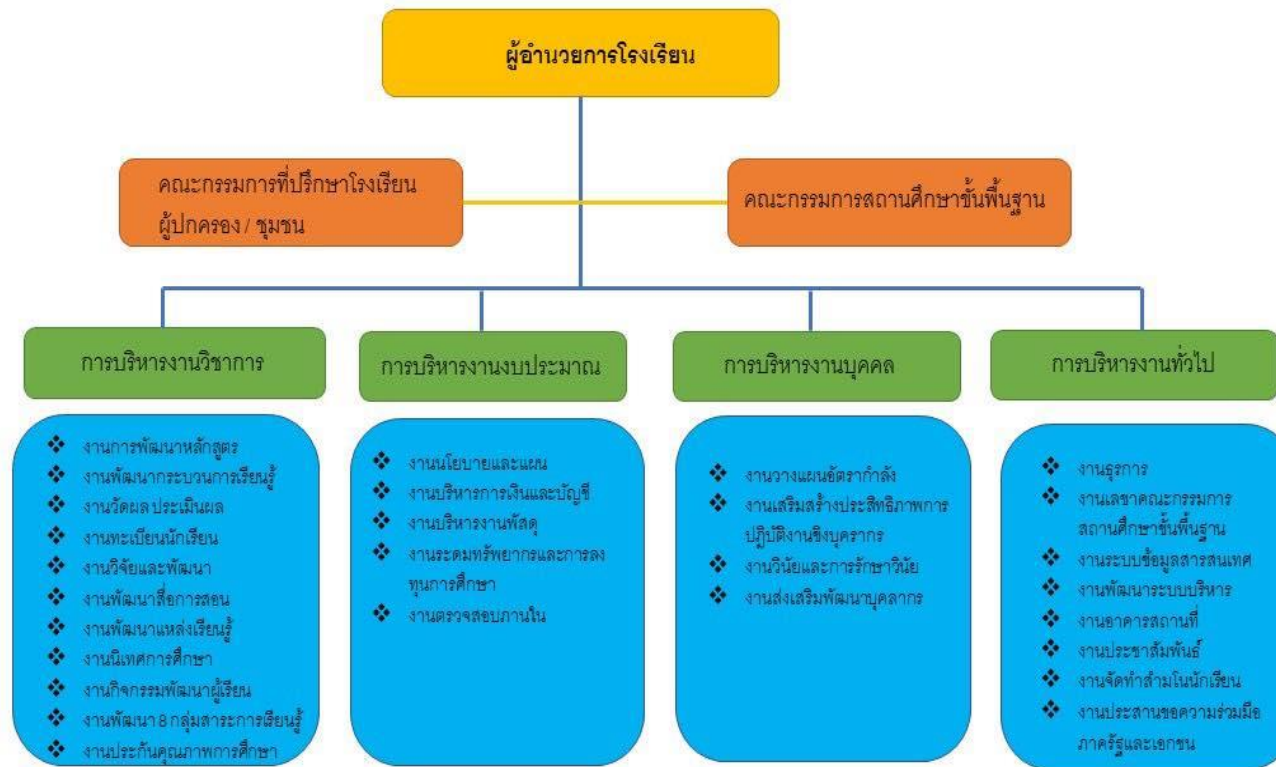 ผู้อำนวยการโรงเรียน
คณะกรรมการที่ปรึกษาโรงเรียน
ผู้ปกครอง / ชุมชน
คณะกรรมการสถานศึกษาขั้นพื้นฐาน
การบริหารงานวิชาการ
การบริหารงานงบประมาณ
การบริหารงานบุคคล
การบริหารงานทั่วไป
❖ งานการพัฒนาหลักสูตร
❖ งานพัฒนากระบวนการเรียนรู้
❖ งานวัดผล ประเมินผล
❖ งานทะเบียนนักเรียน
❖ งานวิจัยและพัฒนา
❖ งานพัฒนาสื่อการสอน
❖ งานพัฒนาแหล่งเรียนรู้
❖ งานนิเทศการศึกษา
❖ งานกิจกรรมพัฒนาผู้เรียน
❖ งานพัฒนา 8 กลุ่มสาระการเรียนรู้
❖ งานประกันคุณภาพการศึกษา
❖ งานนโยบายและแผน
❖ งานบริหารการเงินและบัญชี
❖ งานบริหารงานพัสดุ
❖ งานระดมทรัพยากรและการลง
ทุนการศึกษา
❖ งานตรวจสอบภานใน
❖ งานวางแผนอัตรากำลัง
❖ งานเสริมสร้างประสิทธิภาพการ
ปฏิบัติงานขิงบุครากร
❖ งานวินัยและการรักษาวินัย
❖ งานส่งเสริมพัฒนาบุคลากร
❖ งานธุรการ
❖ งานเลขาคณะกรรมการ
สถานศึกษาขั้นพื้นฐาน
❖ งานระบบข้อมูลสารสนเทศ
❖ งานพัฒนาระบบบริหาร
❖ งานอาคารสถานที่
❖ งานประชาสัมพันธ์
❖ งานจัดทำสำมโนนักเรียน
❖ งานประสานขอความร่วมมือ
ภาครัฐและเอกชน